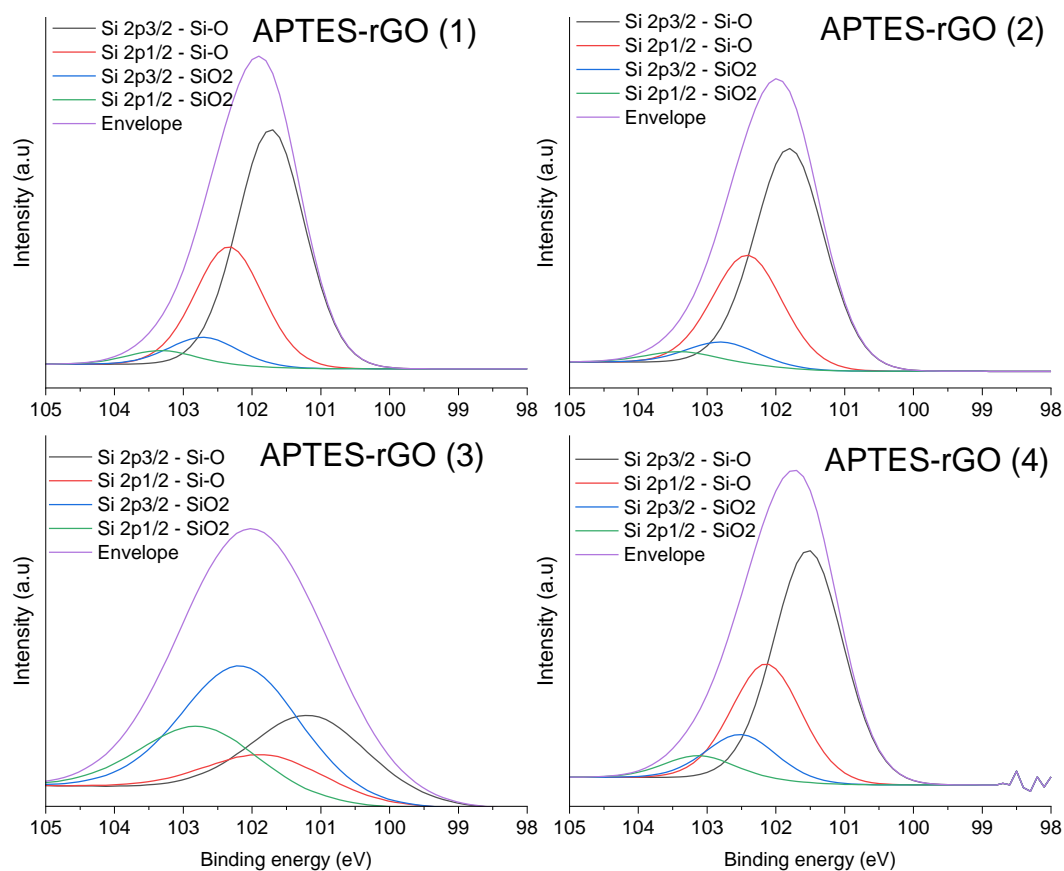 APTES-rGO (1)
Si 2p3/2 - Si-O
Si 2p1/2 - Si-O
Si 2p3/2 - SiO2
Si 2p1/2 - SiO2
Envelope
Intensity (a.u)
105 104 103 102 101 100 99 98
APTES-rGO (2)
Si 2p3/2 - Si-O
Si 2p1/2 - Si-O
Si 2p3/2 - SiO2
Si 2p1/2 - SiO2
Envelope
Intensity (a.u)
105 104 103 102 101 100 99 98
APTES-rGO (3)
Si 2p3/2 - Si-O
Si 2p1/2 - Si-O
Si 2p3/2 - SiO2
Si 2p1/2 - SiO2
Envelope
Intensity (a.u)
105 104 103 102 101 100 99 98
Binding energy (eV)
APTES-rGO (4)
Si 2p3/2 - Si-O
Si 2p1/2 - Si-O
Si 2p3/2 - SiO2
Si 2p1/2 - SiO2
Envelope
Intensity (a.u)
105 104 103 102 101 100 99 98
Binding energy (eV)